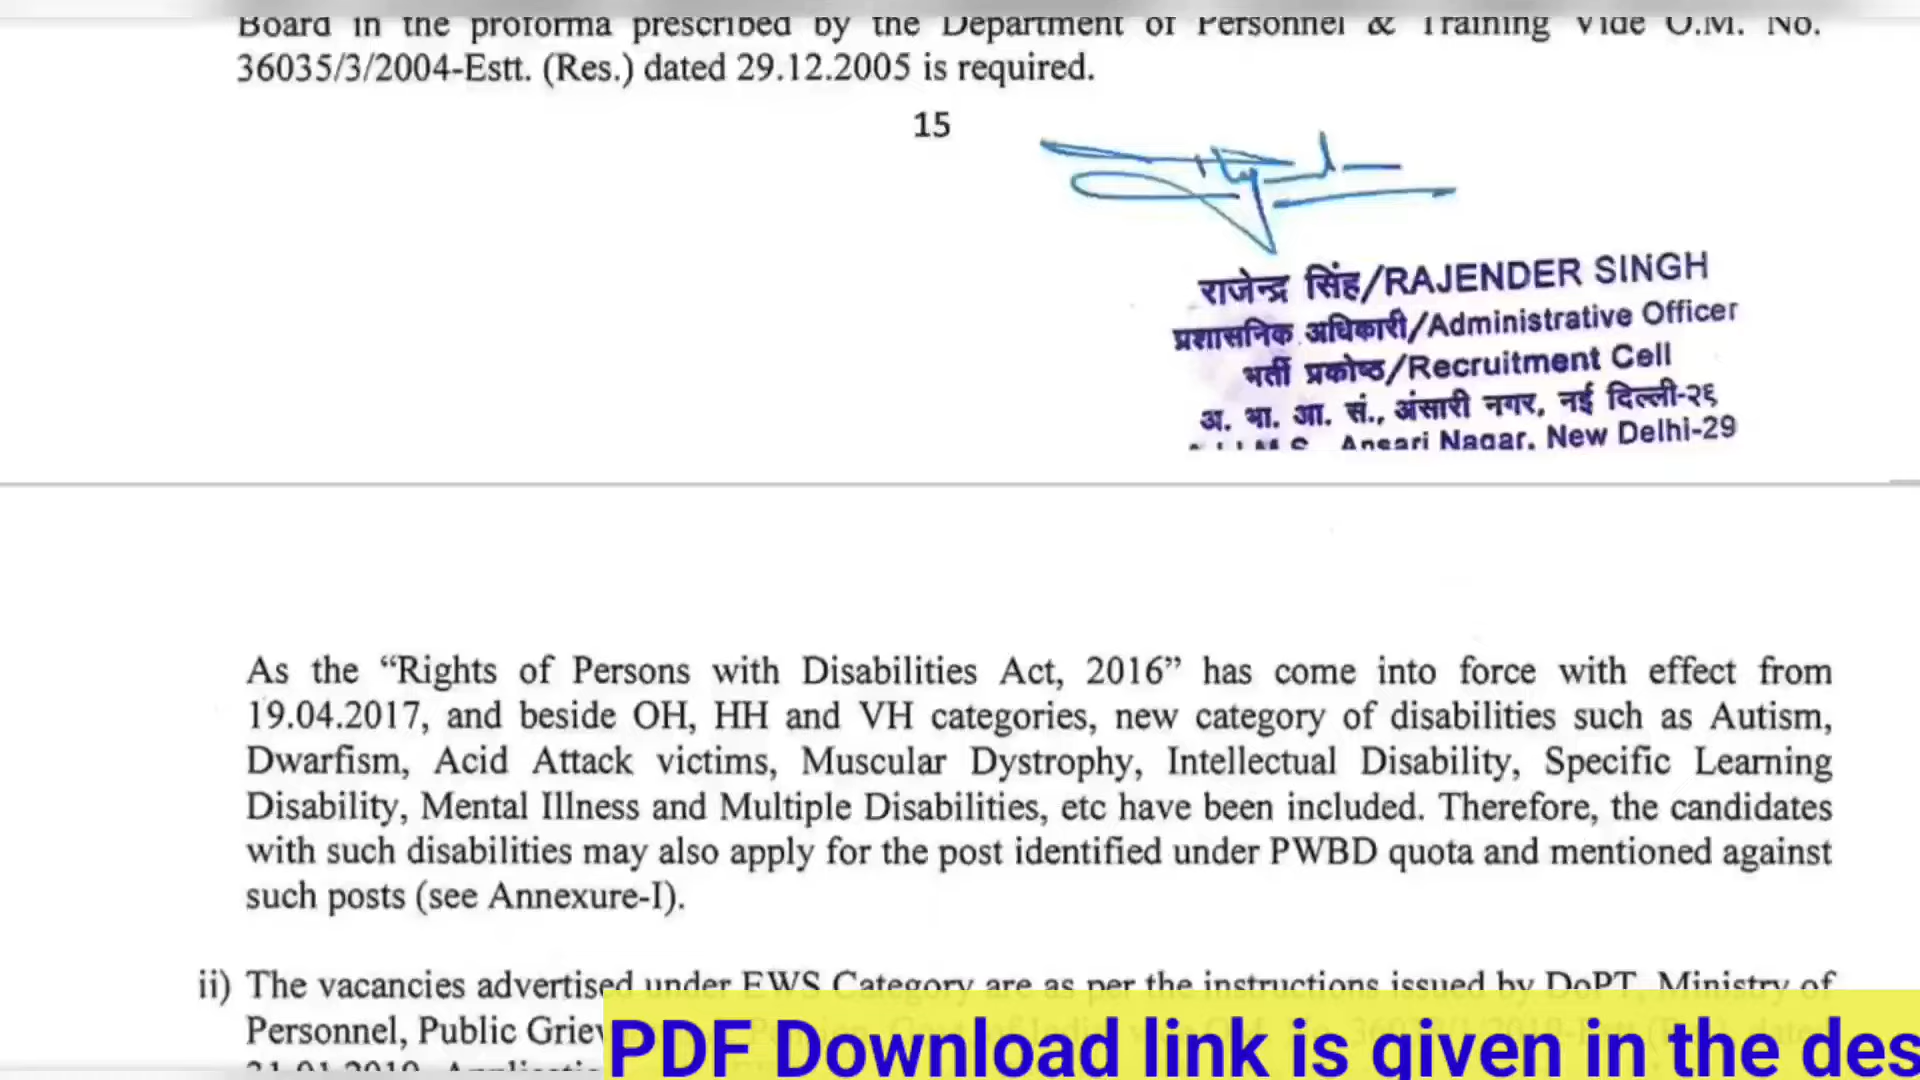 Board in the proforma prescribed by the Department of Personnel & Training Vide O.M. No.
36035/3/2004-Estt. (Res.) dated 29.12.2005 is required.
15
राजेन्द्र सिंह/RAJENDER SINGH
प्रशासनिक अधिकारी/Administrative Officer
भर्ती प्रकोष्ठ/Recruitment Cell
अ. भा. आ. सं., अंसारी नगर, नई दिल्ली-२६
Ansari Nagar, New Delhi-29
As the “Rights of Persons with Disabilities Act, 2016” has come into force with effect from
19.04.2017, and beside OH, HH and VH categories, new category of disabilities such as Autism,
Dwarfism, Acid Attack victims, Muscular Dystrophy, Intellectual Disability, Specific Learning
Disability, Mental Illness and Multiple Disabilities, etc have been included. Therefore, the candidates
with such disabilities may also apply for the post identified under PWBD quota and mentioned against
such posts (see Annexure-I).
ii) The vacancies advertised under EWS Category are as per the instructions issued by DoPT, Ministry of
Personnel, Public
PDF Download link is given in the des